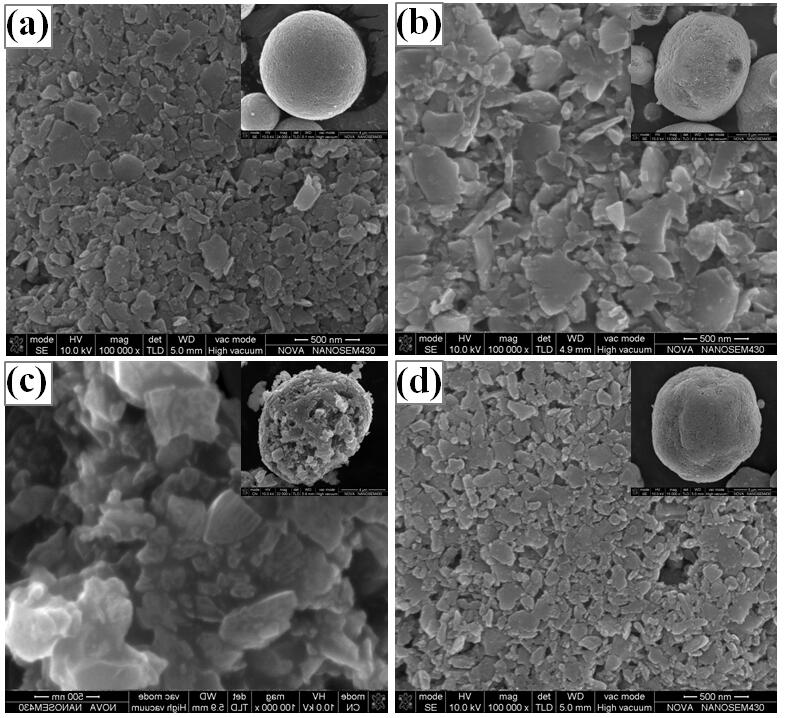 (a)
mode HV mag det WD vac mode 500 nm
SE 10.0 kV 100 000 x TLD 5.0 mm High vacuum NOVA NANOSEM430
(b)
mode HV mag det WD vac mode 500 nm
SE 10.0 kV 100 000 x TLD 4.9 mm High vacuum NOVA NANOSEM430
(c)
mode HV mag det WD vac mode 500 nm
CN 10.0 kV 100 000 x TLD 5.9 mm High vacuum NOVA NANOSEM430
(d)
mode HV mag det WD vac mode 500 nm
SE 10.0 kV 100 000 x TLD 5.0 mm High vacuum NOVA NANOSEM430